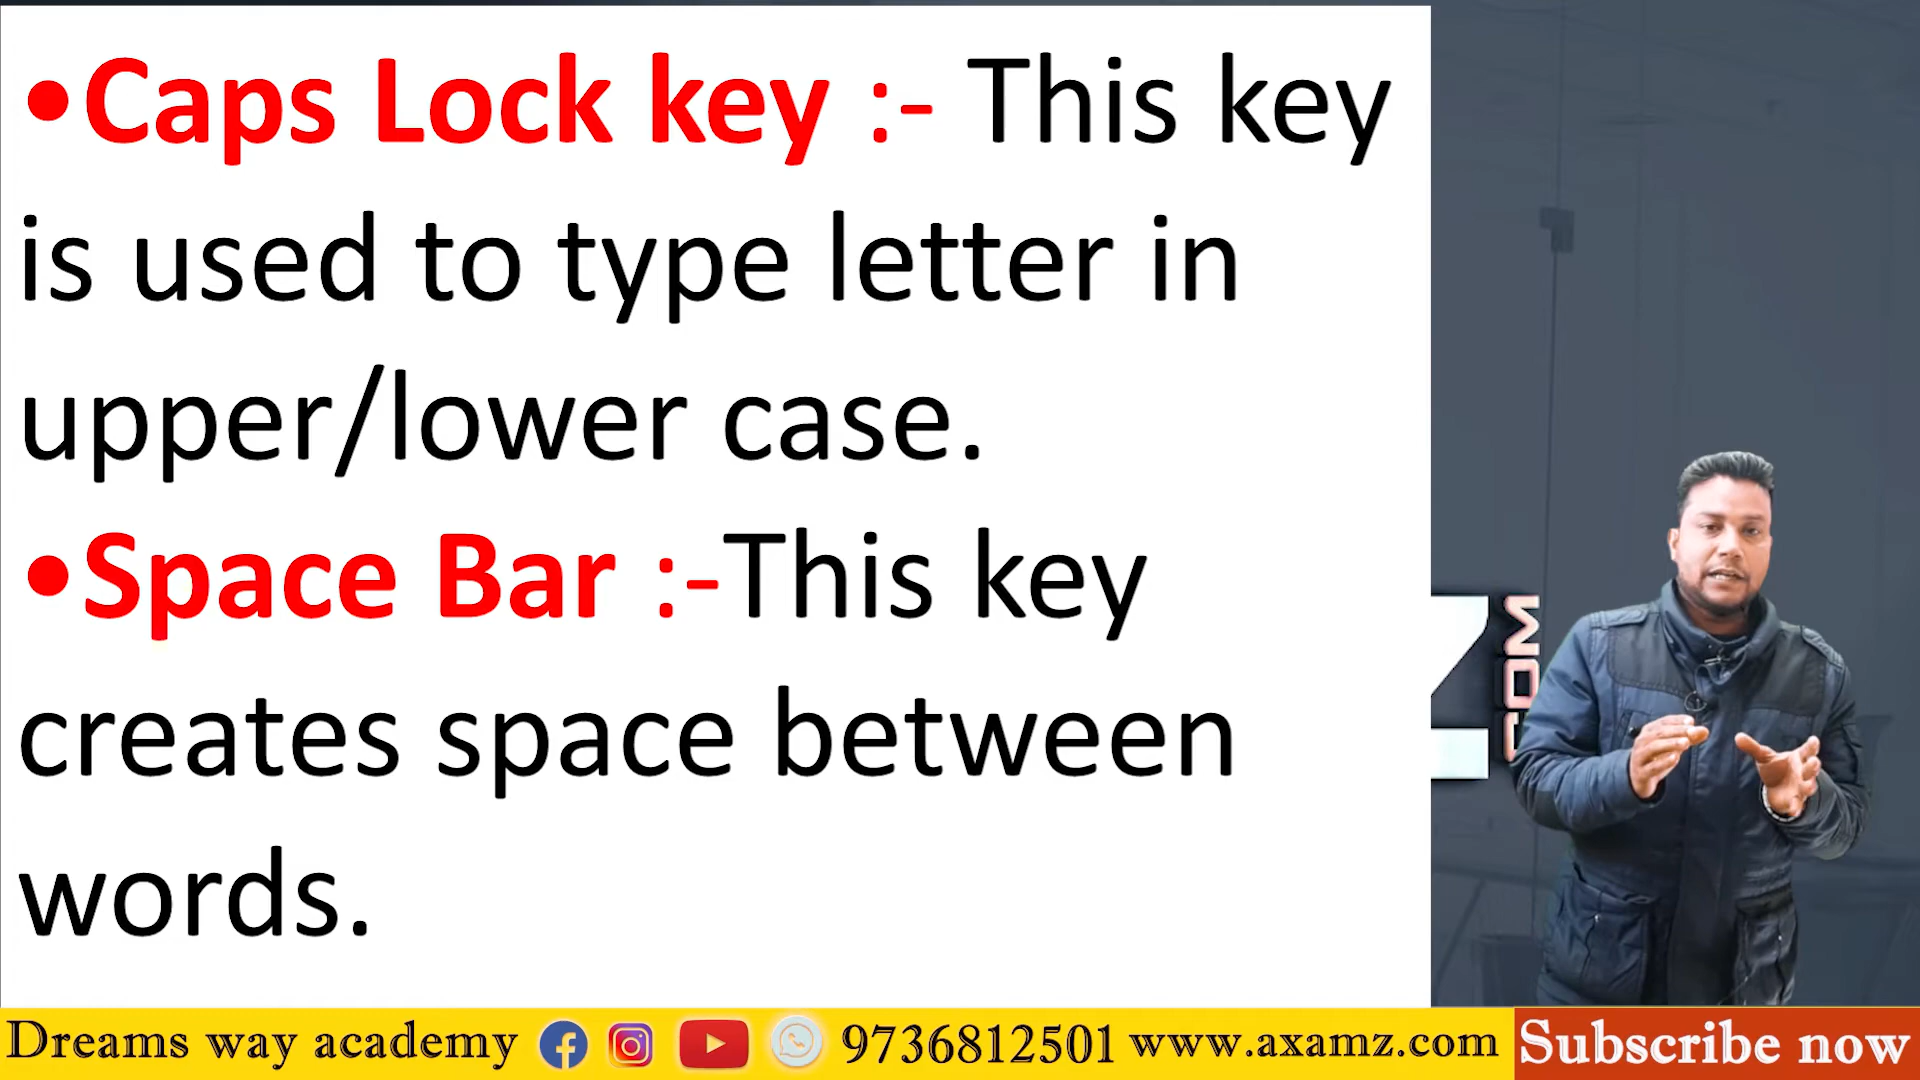 •Caps Lock key :- This key
is used to type letter in
upper/lower case.
•Space Bar :-This key
creates space between
words.
Z
.COM
Dreams way academy 9736812501 www.axamz.com Subscribe now